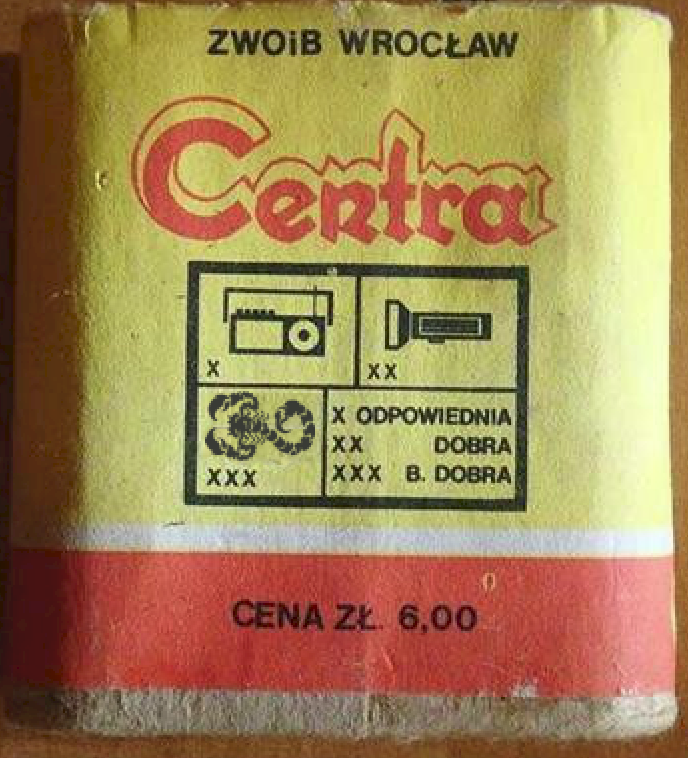 ZWOiB WROCŁAW
Centra
X
XX
XXX
X ODPOWIEDNIA
XX DOBRA
XXX B. DOBRA
CENA ZŁ. 6,00